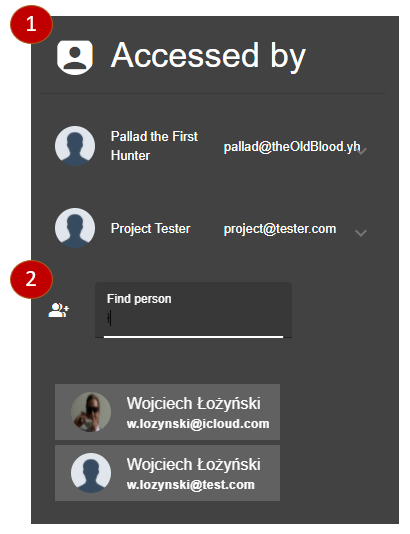 1
Accessed by
Pallad the First
Hunter
pallad@theOldBlood.yh
Project Tester
project@tester.com
2
Find person
ł
Wojciech Łożyński
w.lozynski@icloud.com
Wojciech Łożyński
w.lozynski@test.com